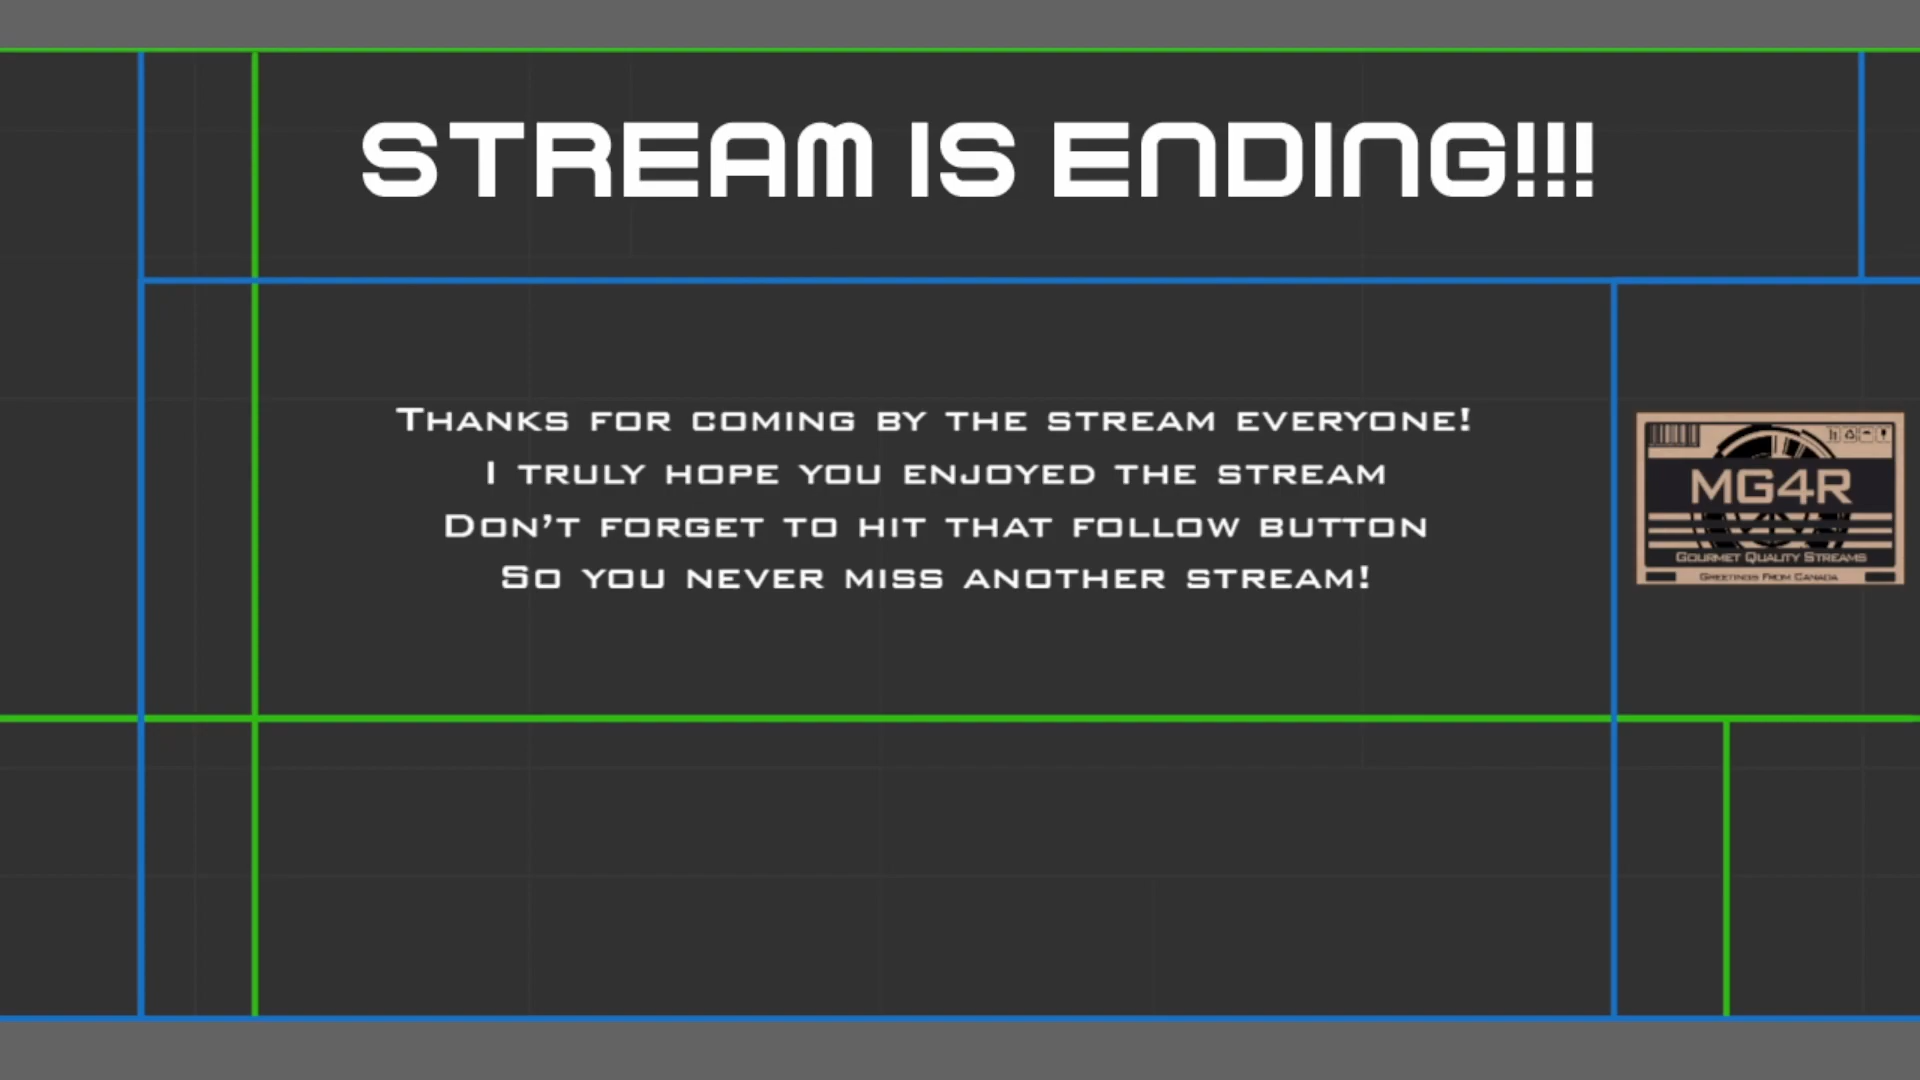 STREAM IS ENDING!!!
THANKS FOR COMING BY THE STREAM EVERYONE!
I TRULY HOPE YOU ENJOYED THE STREAM
DON'T FORGET TO HIT THAT FOLLOW BUTTON
SO YOU NEVER MISS ANOTHER STREAM!
MG4R
GOURMET QUALITY STREAMS
GREETINGS FROM CANADA